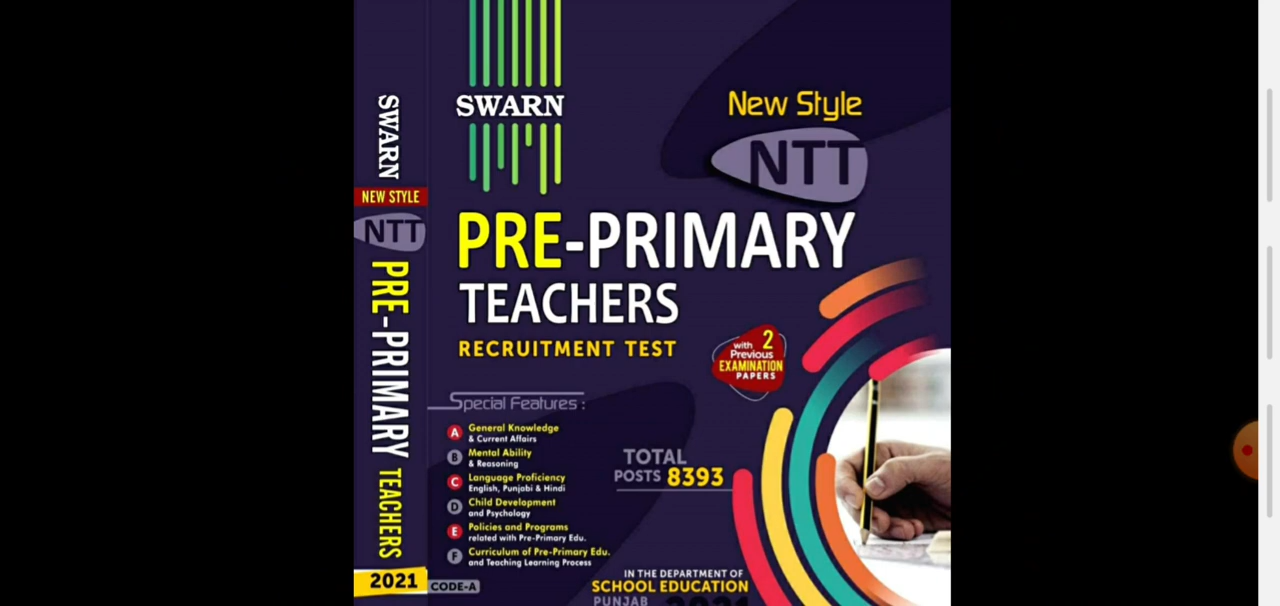 SWARN
NEW STYLE
NTT
PRE-PRIMARY TEACHERS
2021
SWARN
New Style
NTT
PRE-PRIMARY
TEACHERS
RECRUITMENT TEST
with 2
Previous
EXAMINATION
PAPERS
Special Features :
A General Knowledge
& Current Affairs
B Mental Ability
& Reasoning
C Language Proficiency
English, Punjabi & Hindi
D Child Development
and Psychology
E Policies and Programs
related with Pre-Primary Edu.
F Curriculum of Pre-Primary Edu.
and Teaching Learning Process
TOTAL
POSTS 8393
CODE-A
IN THE DEPARTMENT OF
SCHOOL EDUCATION
PUNJAB 2021